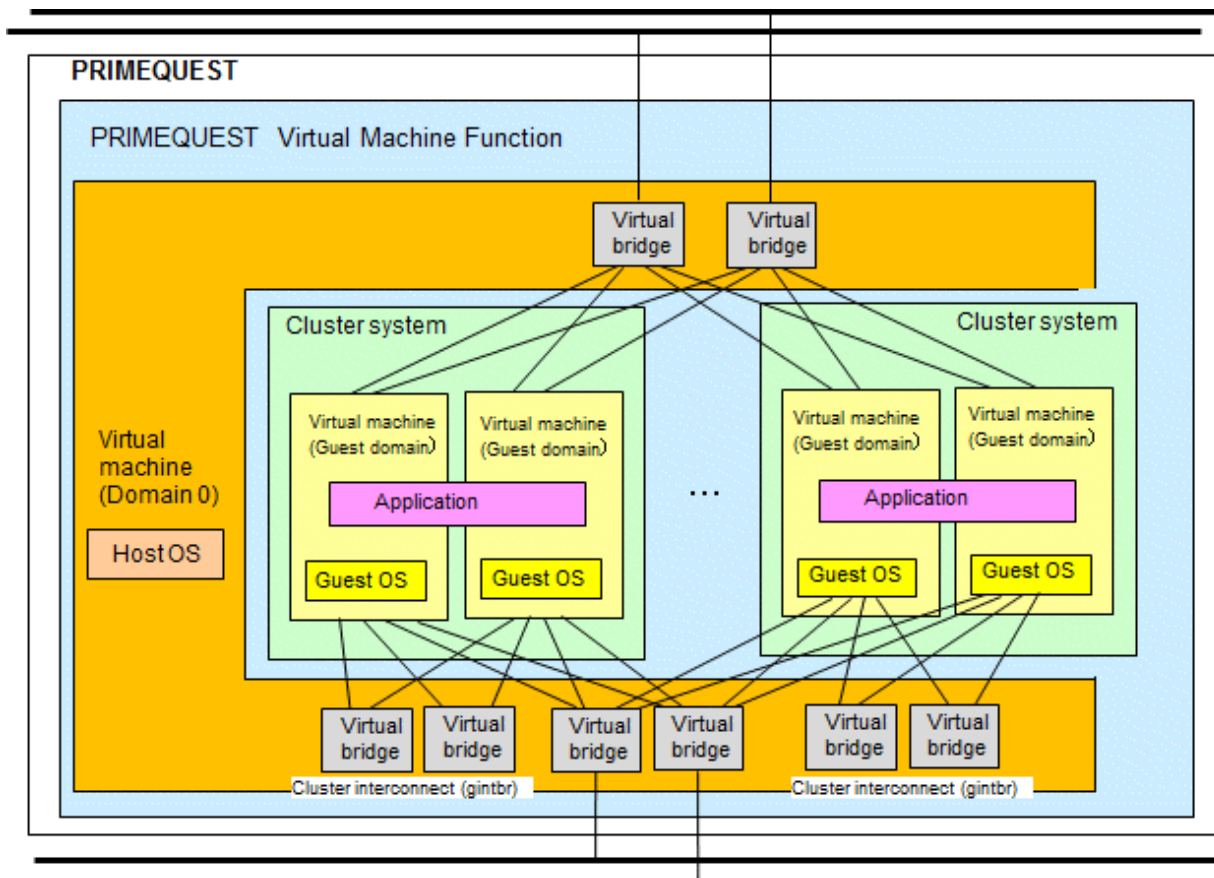 PRIMEQUEST
PRIMEQUEST Virtual Machine Function
Virtual
bridge
Virtual
bridge
Cluster system
Cluster system
Virtual machine
(Guest domain)
Virtual machine
(Guest domain)
Virtual machine
(Guest domain)
Virtual machine
(Guest domain)
Virtual
machine
(Domain 0)
Application
...
Application
Host OS
Guest OS
Guest OS
Guest OS
Guest OS
Virtual
bridge
Virtual
bridge
Virtual
bridge
Virtual
bridge
Virtual
bridge
Virtual
bridge
Cluster interconnect (gintbr)
Cluster interconnect (gintbr)